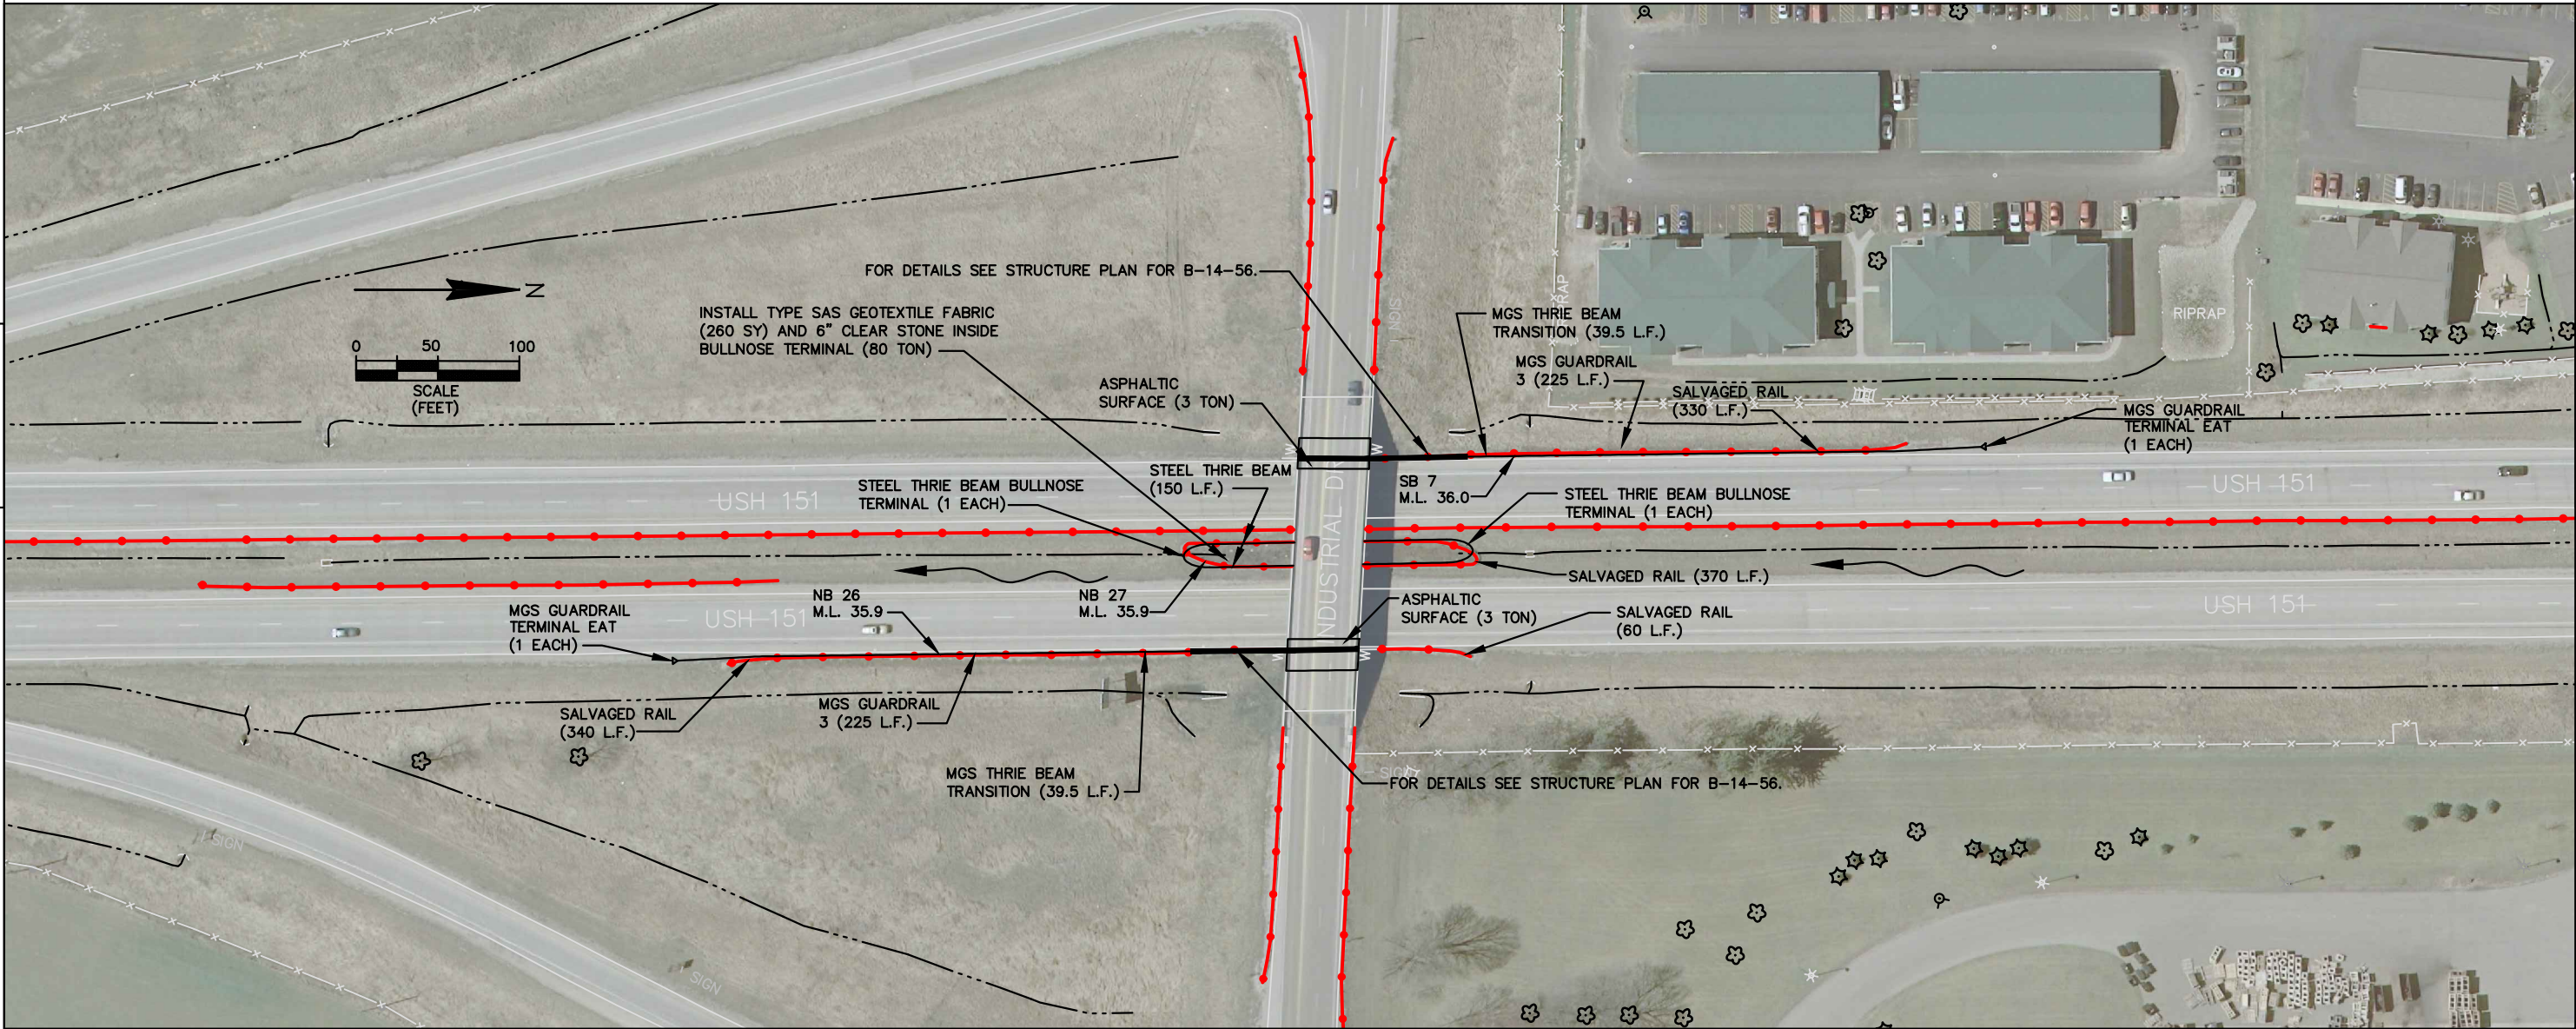 FOR DETAILS SEE STRUCTURE PLAN FOR B-14-56.
N
INSTALL TYPE SAS GEOTEXTILE FABRIC
(260 SY) AND 6" CLEAR STONE INSIDE
BULLNOSE TERMINAL (80 TON)
0 50 100
SCALE
(FEET)
ASPHALTIC
SURFACE (3 TON)
SIGN
MGS THRIE BEAM
TRANSITION (39.5 L.F.)
MGS GUARDRAIL
3 (225 L.F.)
SALVAGED RAIL
(330 L.F.)
MGS GUARDRAIL
TERMINAL EAT
(1 EACH)
RIPRAP
RIPRAP
W
W
STEEL THRIE BEAM
(150 L.F.)
STEEL THRIE BEAM BULLNOSE
TERMINAL (1 EACH)
SB 7
M.L. 36.0
STEEL THRIE BEAM BULLNOSE
TERMINAL (1 EACH)
USH 151
USH 151
INDUSTRIAL DR
SALVAGED RAIL (370 L.F.)
NB 26
M.L. 35.9
NB 27
M.L. 35.9
MGS GUARDRAIL
TERMINAL EAT
(1 EACH)
USH 151
USH 151
ASPHALTIC
SURFACE (3 TON)
SALVAGED RAIL
(60 L.F.)
W
W
SALVAGED RAIL
(340 L.F.)
MGS GUARDRAIL
3 (225 L.F.)
MGS THRIE BEAM
TRANSITION (39.5 L.F.)
SIGN
FOR DETAILS SEE STRUCTURE PLAN FOR B-14-56.
SIGN
SIGN